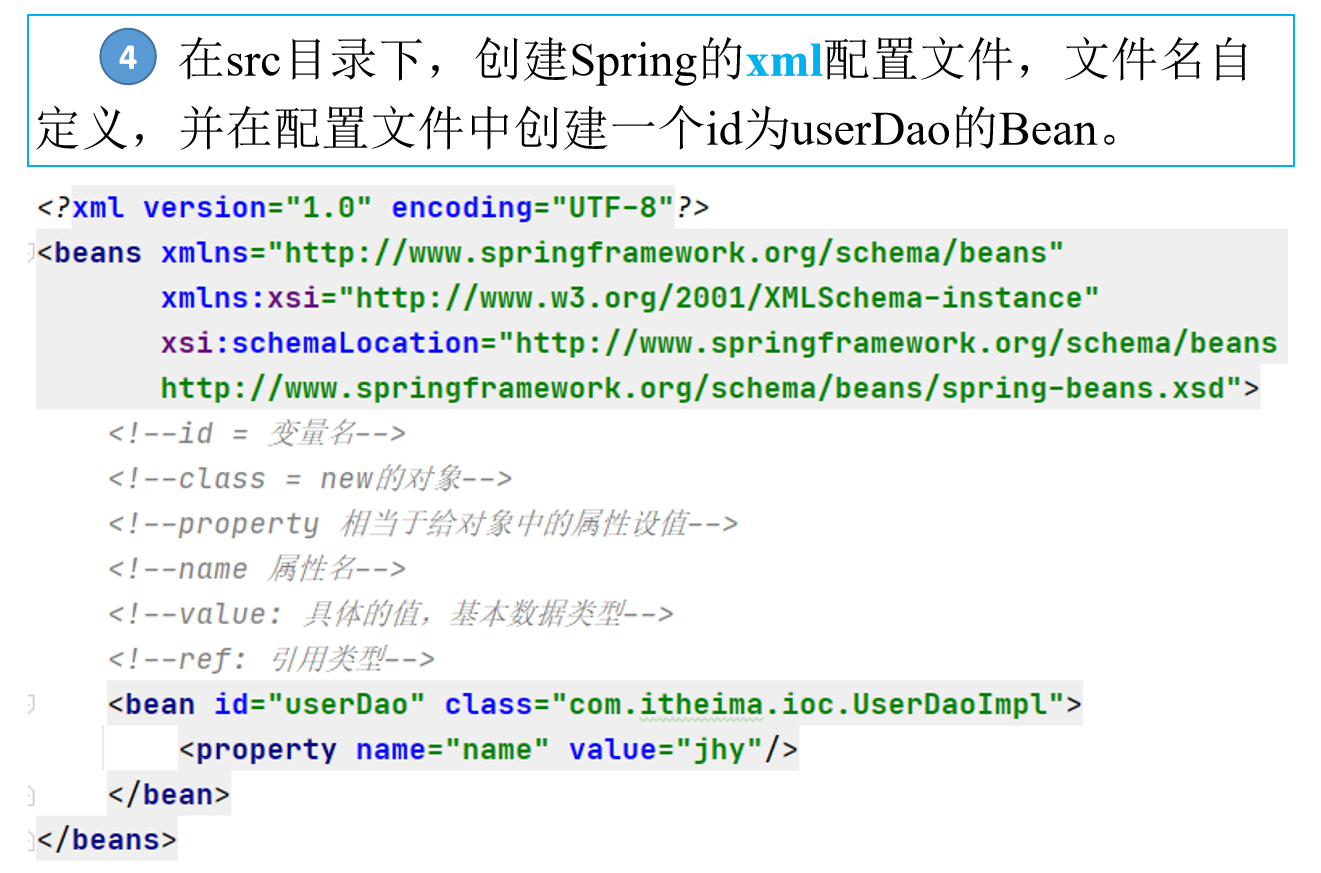 4 在src目录下，创建Spring的xml配置文件，文件名自
定义，并在配置文件中创建一个id为userDao的Bean。
<?xml version="1.0" encoding="UTF-8"?>
<beans xmlns="http://www.springframework.org/schema/beans"
xmlns:xsi="http://www.w3.org/2001/XMLSchema-instance"
xsi:schemaLocation="http://www.springframework.org/schema/beans
http://www.springframework.org/schema/beans/spring-beans.xsd">
<!--id = 变量名-->
<!--class = new的对象-->
<!--property 相当于给对象中的属性设值-->
<!--name 属性名-->
<!--value: 具体的值，基本数据类型-->
<!--ref: 引用类型-->
<bean id="userDao" class="com.itheima.ioc.UserDaoImpl">
<property name="name" value="jhy"/>
</bean>
</beans>